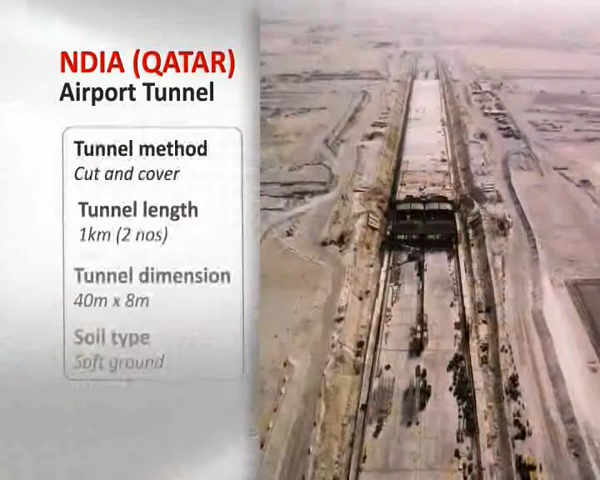 NDIA (QATAR)
Airport Tunnel
Tunnel method
Cut and cover
Tunnel length
1km (2 nos)
Tunnel dimension
40m x 8m
Soil type
Soft ground